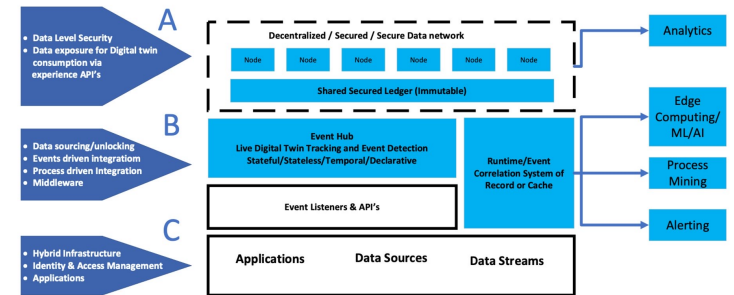 A
Data Level Security
Data exposure for Digital twin
consumption via
experience API's
Decentralized / Secured / Secure Data network
Node Node Node Node Node Node
Shared Secured Ledger (Immutable)
Analytics
B
Data sourcing/unlocking
Events driven integratiom
Process driven Integration
Middleware
Event Hub
Live Digital Twin Tracking and Event Detection
Stateful/Stateless/Temporal/Declarative
Event Listeners & API's
Runtime/Event
Correlation System of
Record or Cache
Edge
Computing/
ML/AI
Process
Mining
Alerting
C
Hybrid Infrastructure
Identity & Access Management
Applications
Applications Data Sources Data Streams